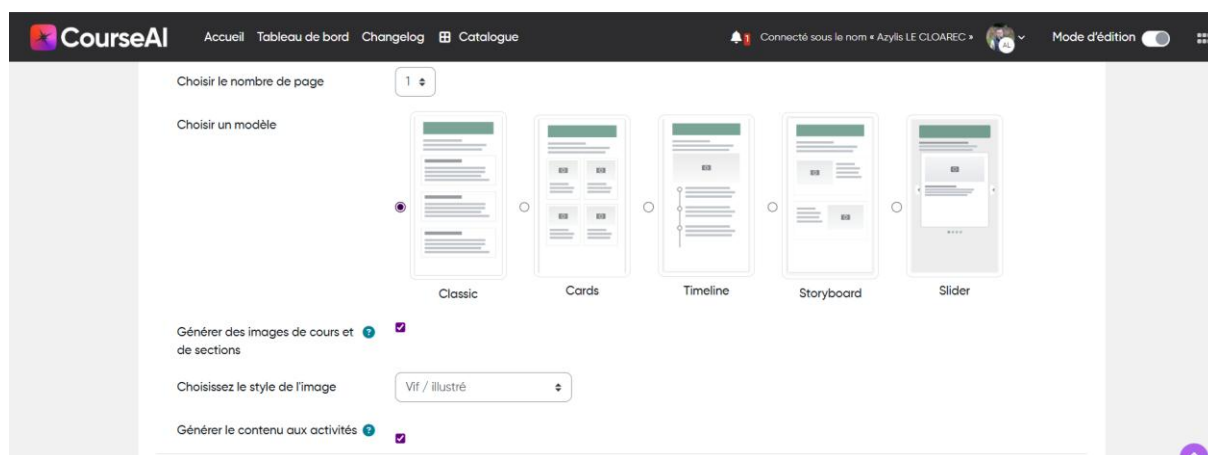 CourseAI Accueil Tableau de bord Changelog Catalogue 1 Connecté sous le nom « Azylis LE CLOAREC » AL Mode d'édition
Choisir le nombre de page 1
Choisir un modèle
Classic Cards Timeline Storyboard Slider
Générer des images de cours et ?
de sections
Choisissez le style de l'image Vif / illustré
Générer le contenu aux activités ?